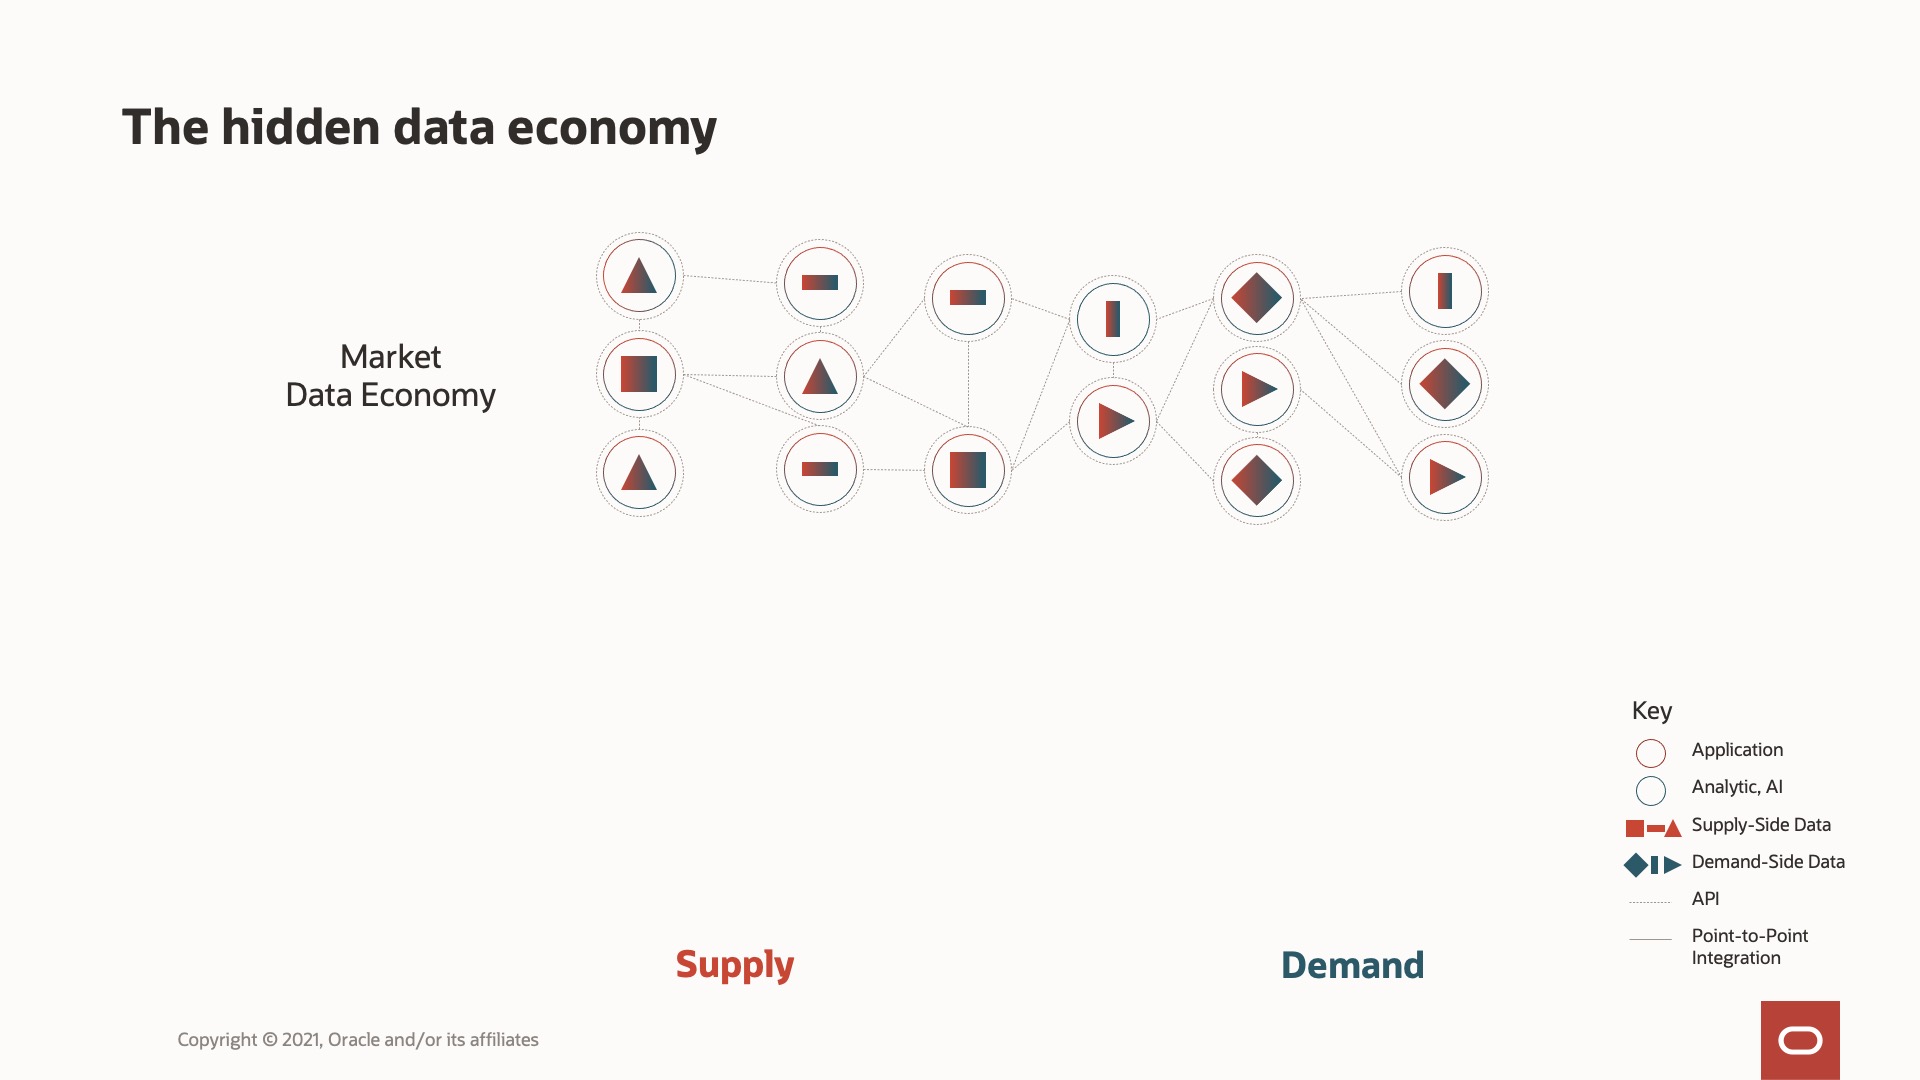 The hidden data economy
Market
Data Economy
Key
Application
Analytic, AI
Supply-Side Data
Demand-Side Data
API
Point-to-Point
Integration
Supply
Demand
Copyright © 2021, Oracle and/or its affiliates